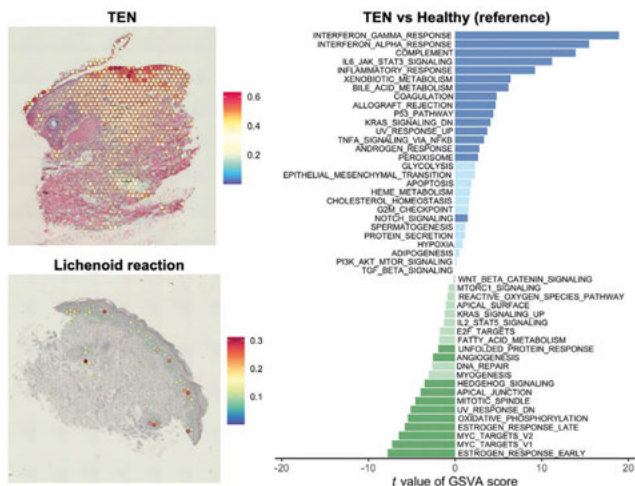 TEN
0.6
0.4
0.2
Lichenoid reaction
0.3
0.2
0.1
TEN vs Healthy (reference)
INTERFERON_GAMMA_RESPONSE
INTERFERON_ALPHA_RESPONSE
COMPLEMENT
IL6_JAK_STAT3_SIGNALING
INFLAMMATORY_RESPONSE
XENOBIOTIC_METABOLISM
BILE_ACID_METABOLISM
COAGULATION
ALLOGRAFT_REJECTION
P53_PATHWAY
KRAS_SIGNALING_DN
UV_RESPONSE_UP
TNFA_SIGNALING_VIA_NFKB
ANDROGEN_RESPONSE
PEROXISOME
GLYCOLYSIS
EPITHELIAL_MESENCHYMAL_TRANSITION
APOPTOSIS
HEME_METABOLISM
CHOLESTEROL_HOMEOSTASIS
G2M_CHECKPOINT
NOTCH_SIGNALING
SPERMATOGENESIS
PROTEIN_SECRETION
HYPOXIA
ADIPOGENESIS
PI3K_AKT_MTOR_SIGNALING
TGF_BETA_SIGNALING
WNT_BETA_CATENIN_SIGNALING
MTORC1_SIGNALING
REACTIVE_OXYGEN_SPECIES_PATHWAY
APICAL_SURFACE
KRAS_SIGNALING_UP
IL2_STAT5_SIGNALING
E2F_TARGETS
FATTY_ACID_METABOLISM
UNFOLDED_PROTEIN_RESPONSE
ANGIOGENESIS
DNA_REPAIR
MYOGENESIS
HEDGEHOG_SIGNALING
APICAL_JUNCTION
MITOTIC_SPINDLE
UV_RESPONSE_DN
OXIDATIVE_PHOSPHORYLATION
ESTROGEN_RESPONSE_LATE
MYC_TARGETS_V2
MYC_TARGETS_V1
ESTROGEN_RESPONSE_EARLY
-20 -10 0 10 20
t value of GSVA score